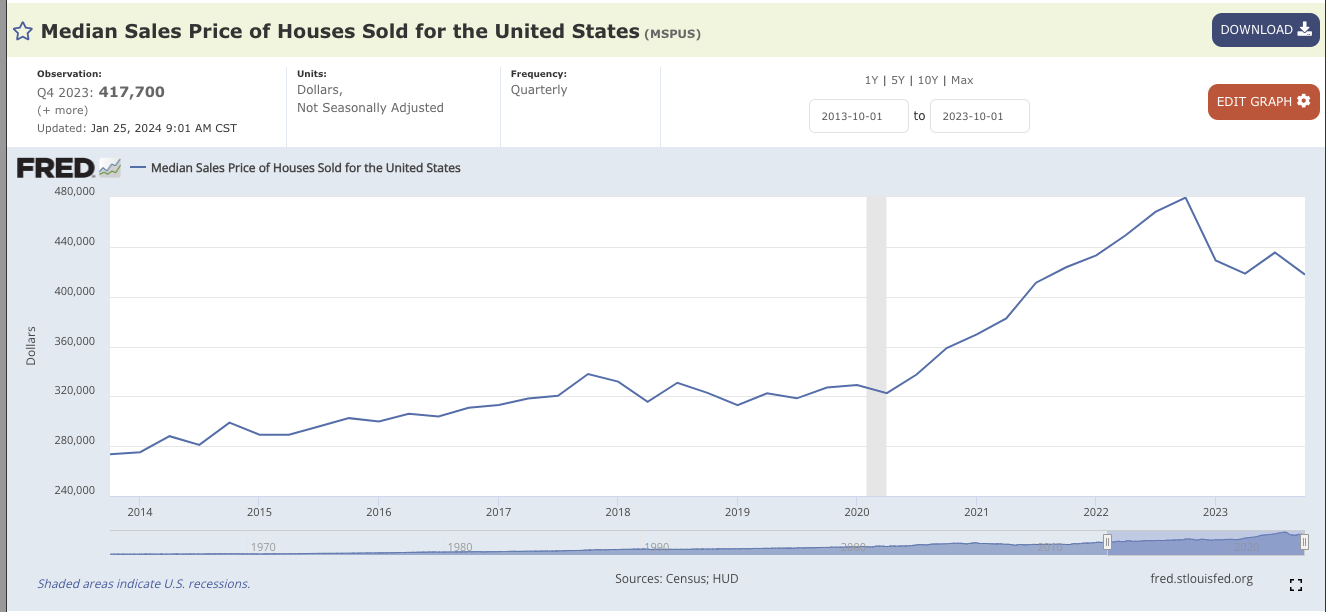 Median Sales Price of Houses Sold for the United States (MSPUS)
DOWNLOAD
Observation:
Q4 2023: 417,700
(+ more)
Updated: Jan 25, 2024 9:01 AM CST
Units:
Dollars,
Not Seasonally Adjusted
Frequency:
Quarterly
1Y | 5Y | 10Y | Max
2013-10-01 to 2023-10-01
EDIT GRAPH
FRED
Median Sales Price of Houses Sold for the United States
480,000
440,000
400,000
360,000
320,000
280,000
240,000
Dollars
2014 2015 2016 2017 2018 2019 2020 2021 2022 2023
1970 1980 1990 2000 2010 2020
Shaded areas indicate U.S. recessions.
Sources: Census; HUD
fred.stlouisfed.org